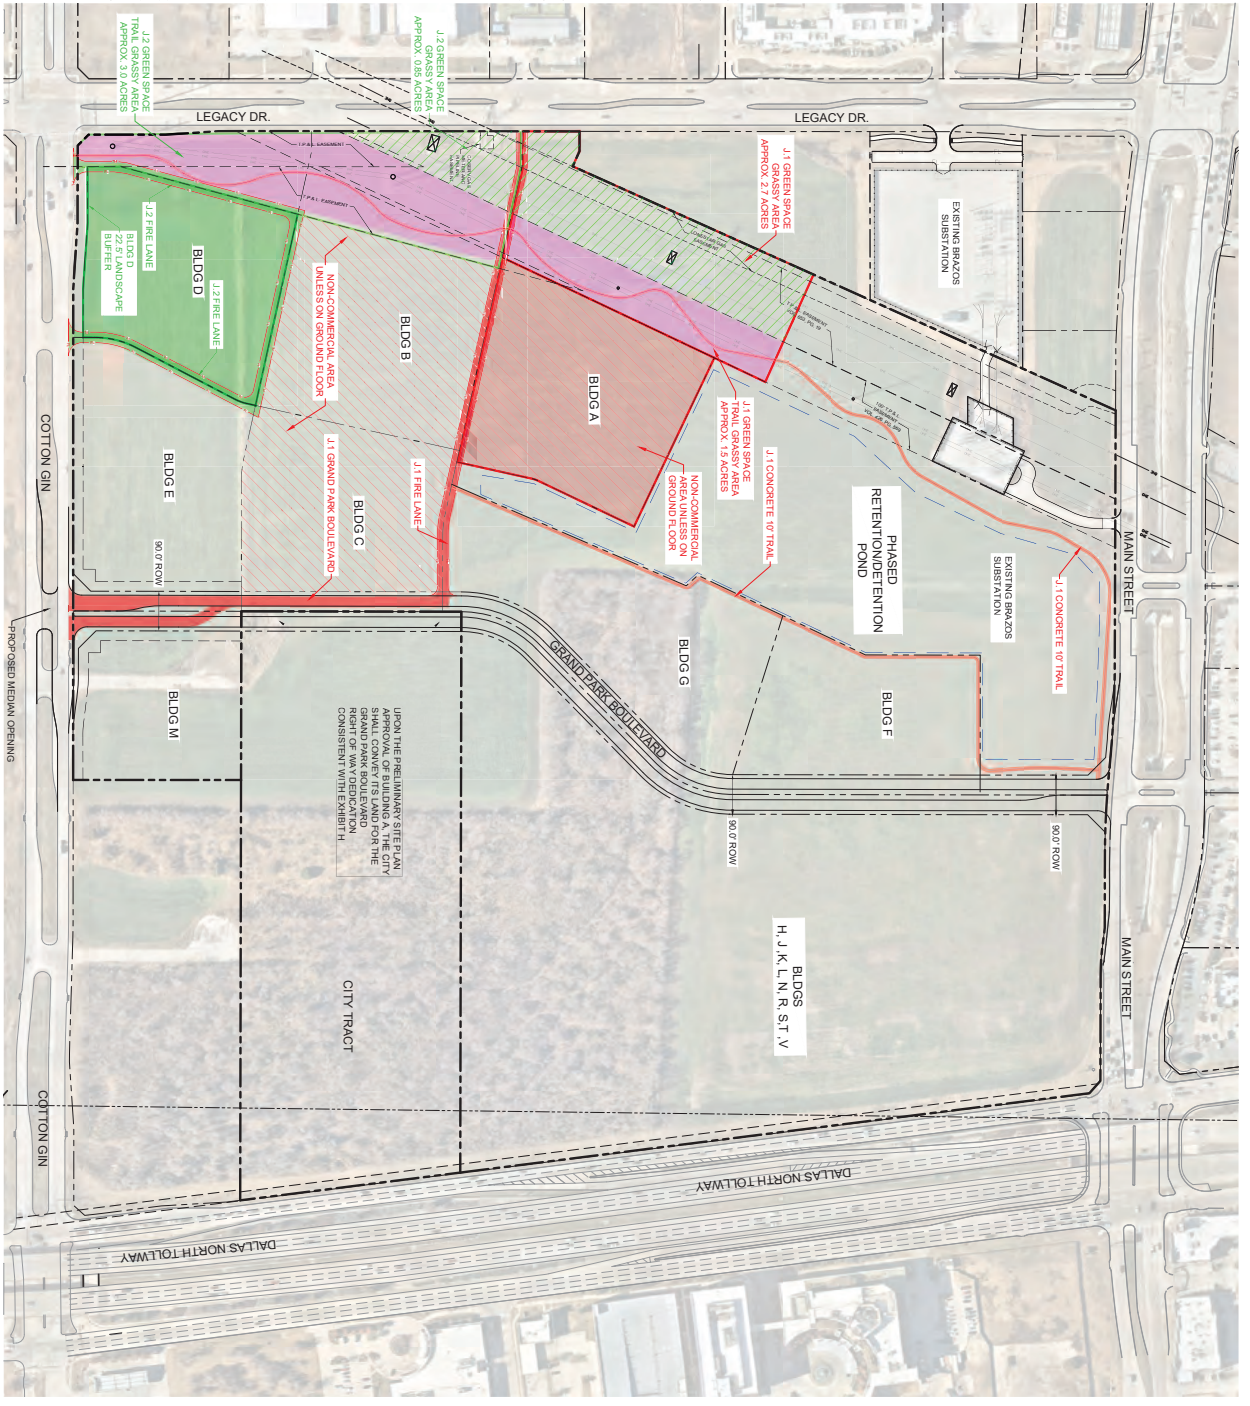 J.2 GREEN SPACE
TRAIL GRASSY AREA
APPROX. 3.0 ACRES
J.2 GREEN SPACE
GRASSY AREA
APPROX. 0.85 ACRES
LEGACY DR.
LEGACY DR.
J.1 GREEN SPACE
GRASSY AREA
APPROX. 2.7 ACRES
EXISTING BRAZOS
SUBSTATION
T.P.& L. EASEMENT
T.P.& L. EASEMENT
LONESTAR GAS
EASEMENT
J.2 FIRE LANE
BLDG D
22.5' LANDSCAPE
BUFFER
BLDG D
J.2 FIRE LANE
NON-COMMERCIAL AREA
UNLESS ON GROUND FLOOR
BLDG B
BLDG A
J.1 GREEN SPACE
TRAIL GRASSY AREA
APPROX. 1.5 ACRES
J.1 CONCRETE 10' TRAIL
NON-COMMERCIAL
AREA UNLESS ON
GROUND FLOOR
COTTON GIN
BLDG E
J.1 GRAND PARK BOULEVARD
J.1 FIRE LANE
BLDG C
PHASED
RETENTION/DETENTION
POND
MAIN STREET
EXISTING BRAZOS
SUBSTATION
J.1 CONCRETE 10' TRAIL
90.0' ROW
PROPOSED MEDIAN OPENING
BLDG M
GRAND PARK BOULEVARD
BLDG G
BLDG F
UPON THE PRELIMINARY SITE PLAN
APPROVAL OF BUILDING A, THE CITY
SHALL CONVEY ITS LAND FOR THE
GRAND PARK BOULEVARD
RIGHT OF WAY DEDICATION
CONSISTENT WITH EXHIBIT H
90.0' ROW
90.0' ROW
BLDGS
H, J ,K, L, N, R, S,T ,V
CITY TRACT
MAIN STREET
COTTON GIN
DALLAS NORTH TOLLWAY
DALLAS NORTH TOLLWAY